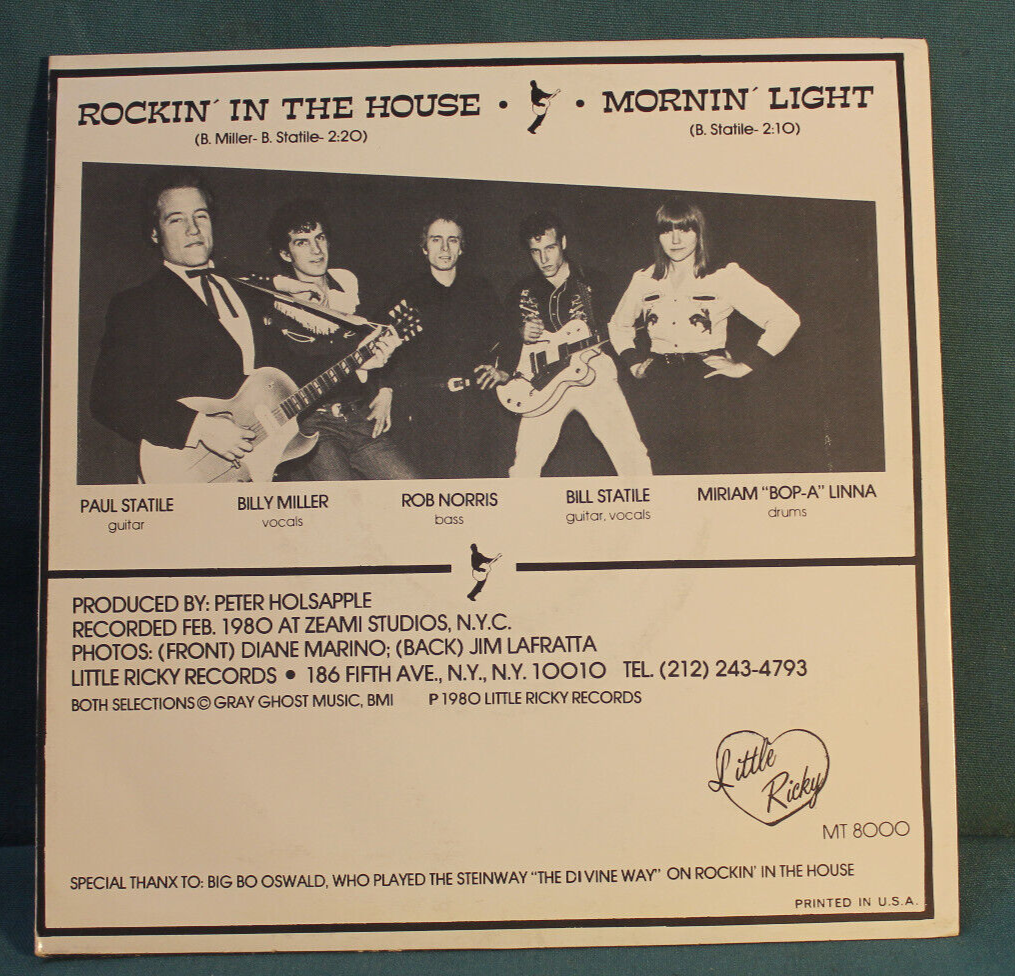 ROCKIN' IN THE HOUSE • • MORNIN' LIGHT
(B. Miller- B. Statile- 2:20) (B. Statile- 2:10)
PAUL STATILE BILLY MILLER ROB NORRIS BILL STATILE MIRIAM "BOP-A" LINNA
guitar vocals bass guitar, vocals drums
PRODUCED BY: PETER HOLSAPPLE
RECORDED FEB. 1980 AT ZEAMI STUDIOS, N.Y.C.
PHOTOS: (FRONT) DIANE MARINO; (BACK) JIM LAFRATTA
LITTLE RICKY RECORDS • 186 FIFTH AVE., N.Y., N.Y. 10010 TEL. (212) 243-4793
BOTH SELECTIONS © GRAY GHOST MUSIC, BMI P 1980 LITTLE RICKY RECORDS
Little
Ricky
MT 8000
SPECIAL THANX TO: BIG BO OSWALD, WHO PLAYED THE STEINWAY "THE DI VINE WAY" ON ROCKIN' IN THE HOUSE
PRINTED IN U.S.A.